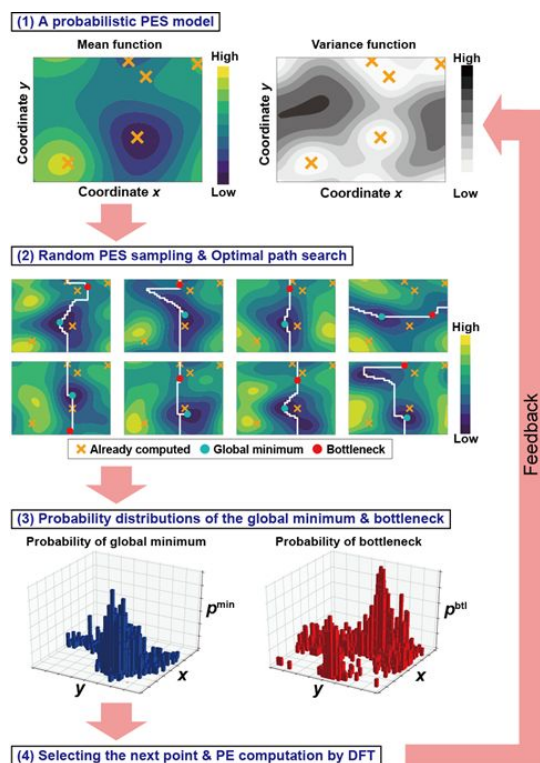 (1) A probabilistic PES model
Mean function
Variance function
High
High
Coordinate y
Coordinate y
Low
Low
Coordinate x
Coordinate x
(2) Random PES sampling & Optimal path search
High
Low
Already computed Global minimum Bottleneck
Feedback
(3) Probability distributions of the global minimum & bottleneck
Probability of global minimum
Probability of bottleneck
pmin
pbtl
y
x
y
x
(4) Selecting the next point & PE computation by DFT